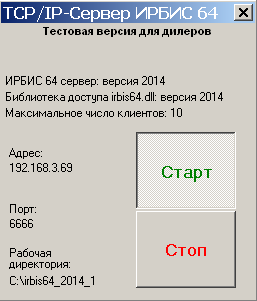 TCP/IP-Сервер ИРБИС 64
Тестовая версия для дилеров
ИРБИС 64 сервер: версия 2014
Библиотека доступа irbis64.dll: версия 2014
Максимальное число клиентов: 10
Адрес:
192.168.3.69
Старт
Порт:
6666
Стоп
Рабочая
директория:
C:\irbis64_2014_1